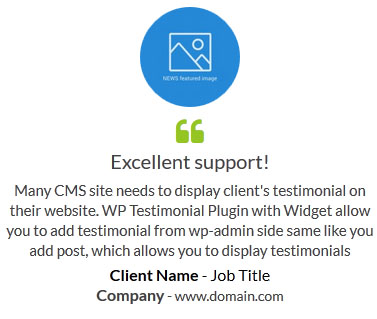 NEWS featured image
Excellent support!
Many CMS site needs to display client's testimonial on
their website. WP Testimonial Plugin with Widget allow
you to add testimonial from wp-admin side same like you
add post, which allows you to display testimonials
Client Name - Job Title
Company - www.domain.com